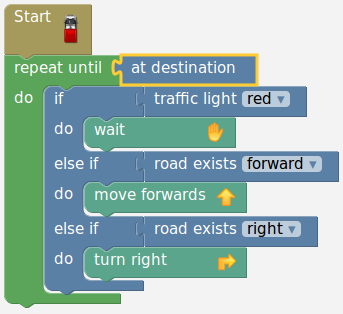 Start
repeat until at destination
do if traffic light red ▾
do wait
else if road exists forward ▾
do move forwards
else if road exists right ▾
do turn right